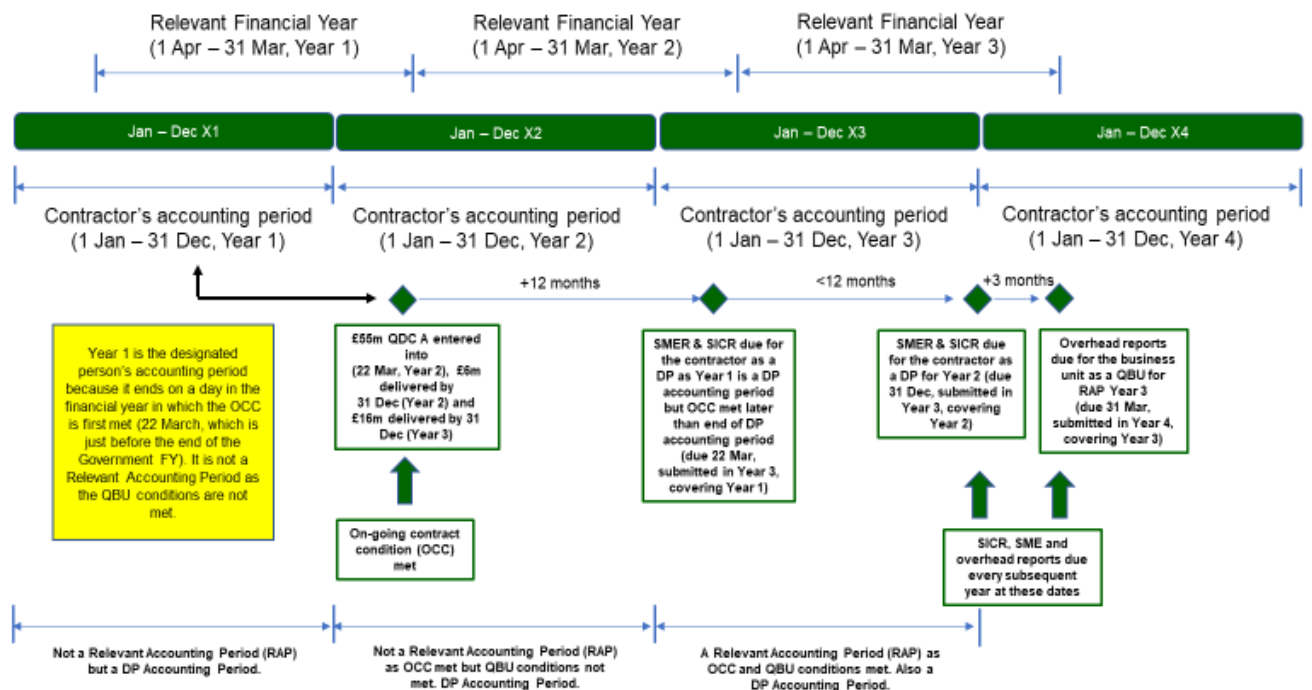 Relevant Financial Year
(1 Apr – 31 Mar, Year 1)
Relevant Financial Year
(1 Apr – 31 Mar, Year 2)
Relevant Financial Year
(1 Apr – 31 Mar, Year 3)
Jan – Dec X1
Jan – Dec X2
Jan – Dec X3
Jan – Dec X4
Contractor's accounting period
(1 Jan – 31 Dec, Year 1)
Contractor's accounting period
(1 Jan – 31 Dec, Year 2)
Contractor's accounting period
(1 Jan – 31 Dec, Year 3)
Contractor's accounting period
(1 Jan – 31 Dec, Year 4)
+12 months
<12 months
+3 months
Year 1 is the designated
person's accounting period
because it ends on a day in the
financial year in which the OCC
is first met (22 March, which is
just before the end of the
Government FY). It is not a
Relevant Accounting Period as
the QBU conditions are not
met.
£55m QDC A entered
into
(22 Mar, Year 2), £6m
delivered by
31 Dec (Year 2) and
£16m delivered by 31
Dec (Year 3)
SMER & SICR due for
the contractor as a DP
as Year 1 is a DP
accounting period
but OCC met later
than end of DP
accounting period
(due 22 Mar,
submitted in Year 3,
covering Year 1)
SMER & SICR due
for the contractor as
a DP for Year 2 (due
31 Dec, submitted in
Year 3, covering
Year 2)
Overhead reports
due for the business
unit as a QBU for
RAP Year 3
(due 31 Mar,
submitted in Year 4,
covering Year 3)
On-going contract
condition (OCC)
met
SICR, SME and
overhead reports due
every subsequent
year at these dates
Not a Relevant Accounting Period (RAP)
but a DP Accounting Period.
Not a Relevant Accounting Period (RAP)
as OCC met but QBU conditions not
met. DP Accounting Period.
A Relevant Accounting Period (RAP) as
OCC and QBU conditions met. Also a
DP Accounting Period.